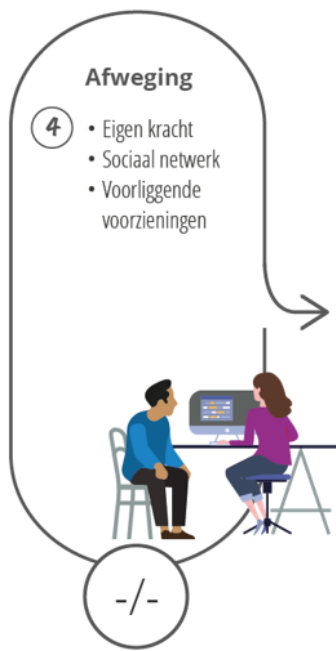 Afweging
4
• Eigen kracht
• Sociaal netwerk
• Voorliggende
voorzieningen
-/-